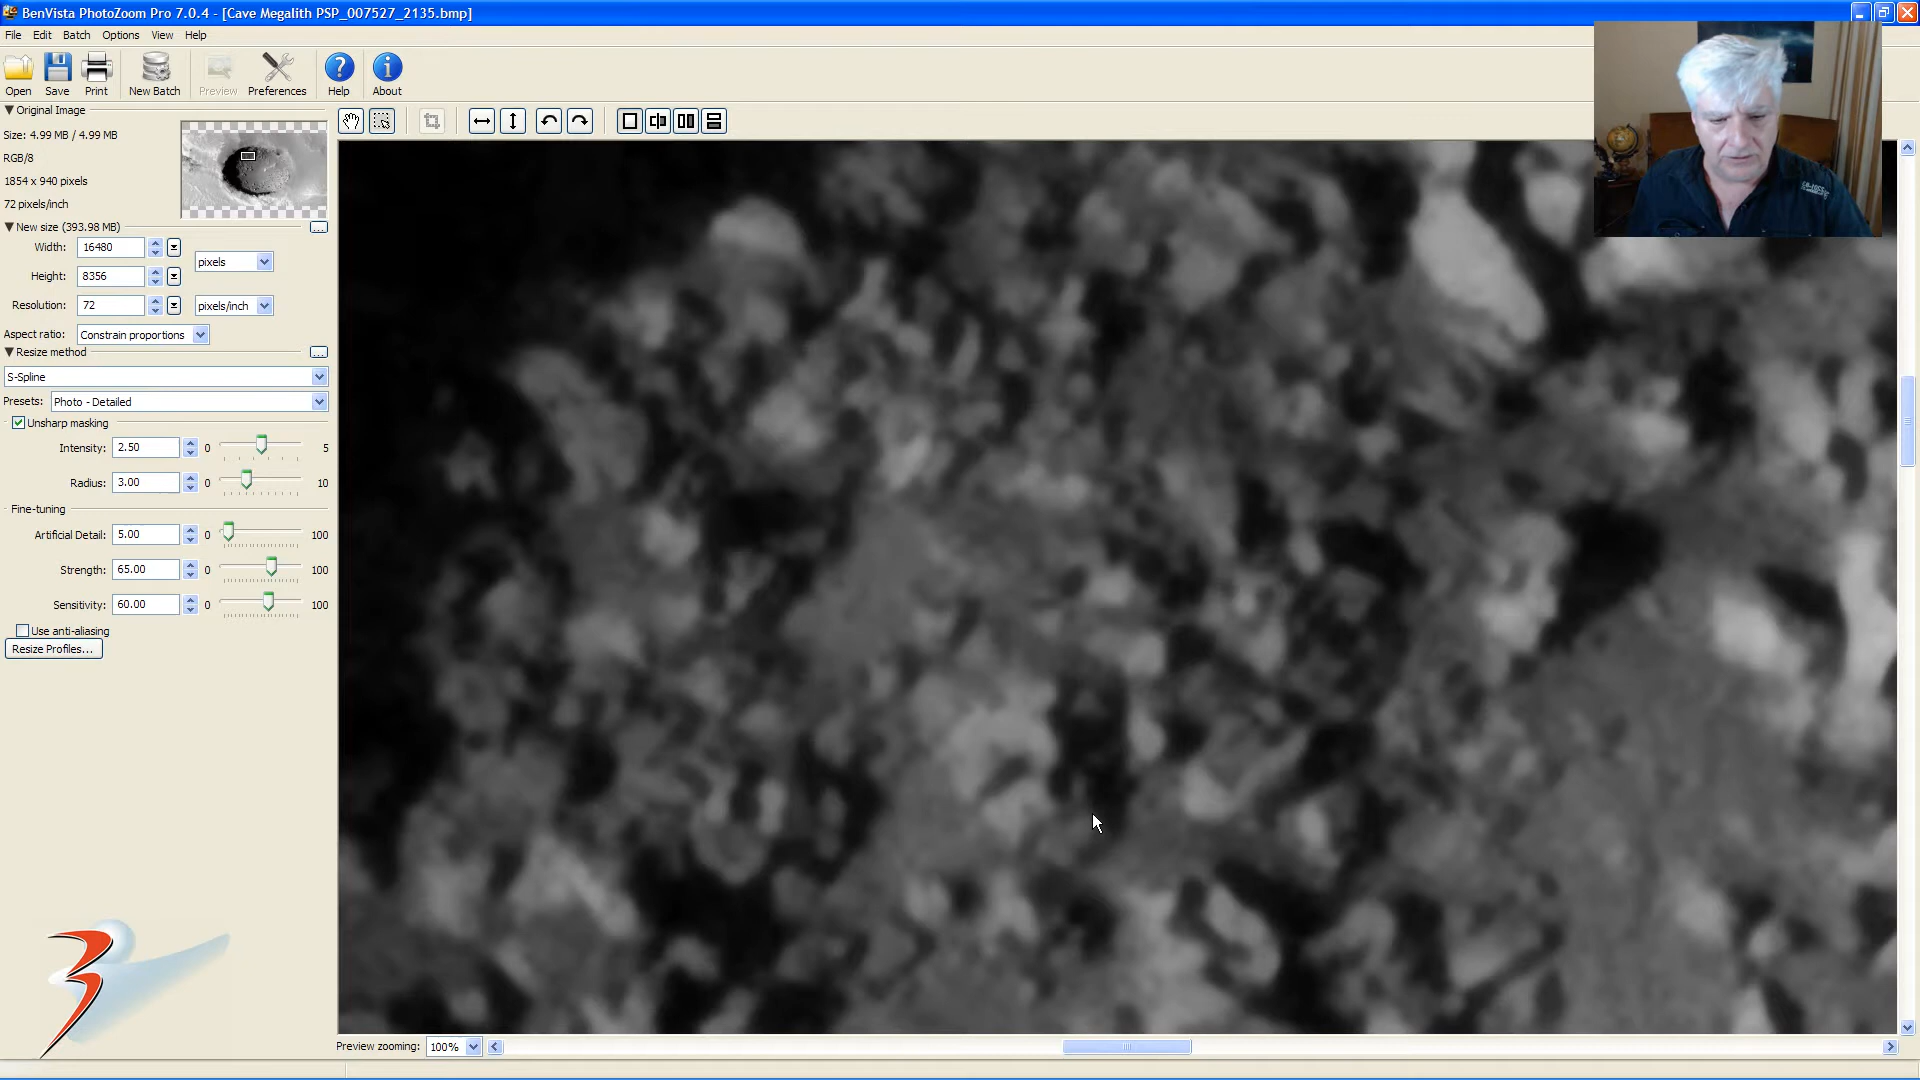 BenVista PhotoZoom Pro 7.0.4 - [Cave Megalith PSP_007527_2135.bmp]
File Edit Batch Options View Help
Open Save Print New Batch Preview Preferences Help About
Original Image
Size: 4.99 MB / 4.99 MB
RGB/8
1854 x 940 pixels
72 pixels/inch
New size (393.98 MB) ...
Width: 16480
pixels
Height: 8356
Resolution: 72 pixels/inch
Aspect ratio: Constrain proportions
Resize method ...
S-Spline
Presets: Photo - Detailed
Unsharp masking
Intensity: 2.50 0 5
Radius: 3.00 0 10
Fine-tuning
Artificial Detail: 5.00 0 100
Strength: 65.00 0 100
Sensitivity: 60.00 0 100
Use anti-aliasing
Resize Profiles...
Preview zooming: 100%